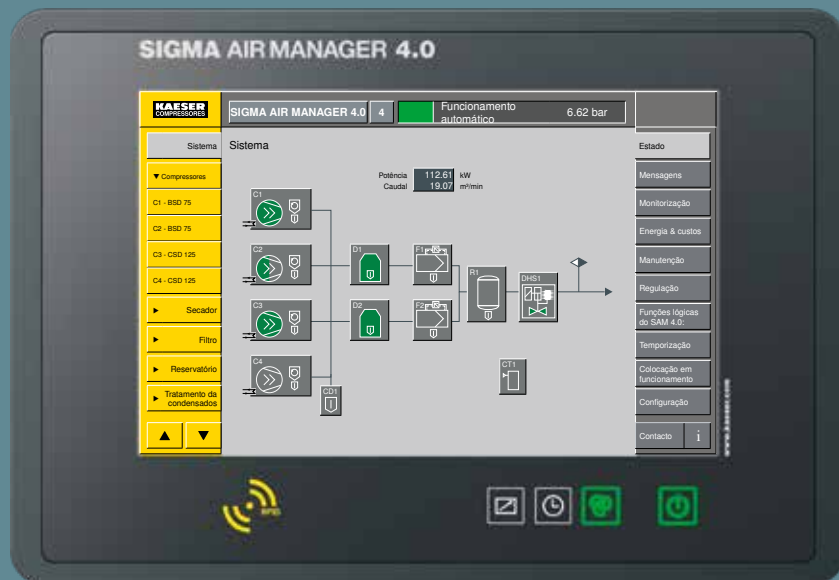 SIGMA AIR MANAGER 4.0
KAESER
COMPRESSORES
SIGMA AIR MANAGER 4.0
4
Funcionamento
automático
6.62 bar
Sistema
Compressores
C1 - BSD 75
C2 - BSD 75
C3 - CSD 125
C4 - CSD 125
Secador
Filtro
Reservatório
Tratamento da
condensados
Sistema
Potência 112.61 kW
Caudal 19.07 m³/min
C1
C2
D1
F1
R1
DHS1
C3
D2
F2
C4
CD1
CT1
Estado
Mensagens
Monitorização
Energia & custos
Manutenção
Regulação
Funções lógicas
do SAM 4.0:
Temporização
Colocação em
funcionamento
Configuração
Contacto
i
www.kaeser.com
RFID